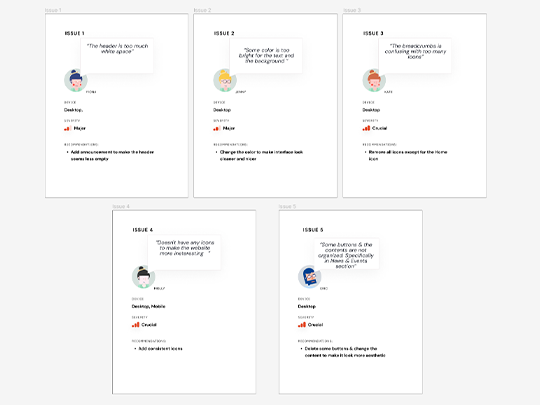 Issue 1
ISSUE 1
"The header is too much
white space"
DEVICE
Desktop,
SEVERITY
Major
RECOMMENDATIONS
Add announcement to make the header
seems less empty
Issue 2
ISSUE 2
"Some color is too
bright for the text and
the background "
JENNY
DEVICE
Desktop
SEVERITY
Major
RECOMMENDATIONS
Change the color to make interface look
cleaner and nicer
Issue 3
ISSUE 3
"The breadcrumbs is
confusing with too many
icons"
KATE
DEVICE
Desktop
SEVERITY
Crucial
RECOMMENDATIONS
Remove all icons except for the Home
icon
Issue 4
ISSUE 4
"Doesn't have any icons
to make the website
more ineteresting "
MOLLY
DEVICE
Desktop, Mobile
SEVERITY
Crucial
RECOMMENDATIONS
Add consistent icons
Issue 5
ISSUE 5
"Some buttons & the
contents are not
organized. Specifically
in News & Events
section"
DEVICE
Desktop
SEVERITY
Crucial
RECOMMENDATIONS
Delete some buttons & change the
content to make it look more aesthetic